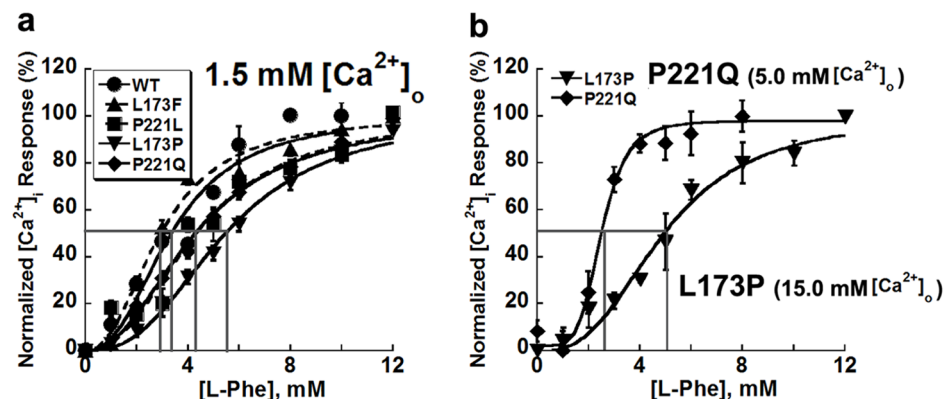 a
1.5 mM [Ca2+]o
Normalized [Ca2+]i Response (%)
120
100
80
60
40
20
0
WT
L173F
P221L
L173P
P221Q
0 4 8 12
[L-Phe], mM
b
P221Q (5.0 mM [Ca2+]o)
Normalized [Ca2+]i Response (%)
120
100
80
60
40
20
0
L173P
P221Q
L173P (15.0 mM [Ca2+]o)
0 4 8 12
[L-Phe], mM